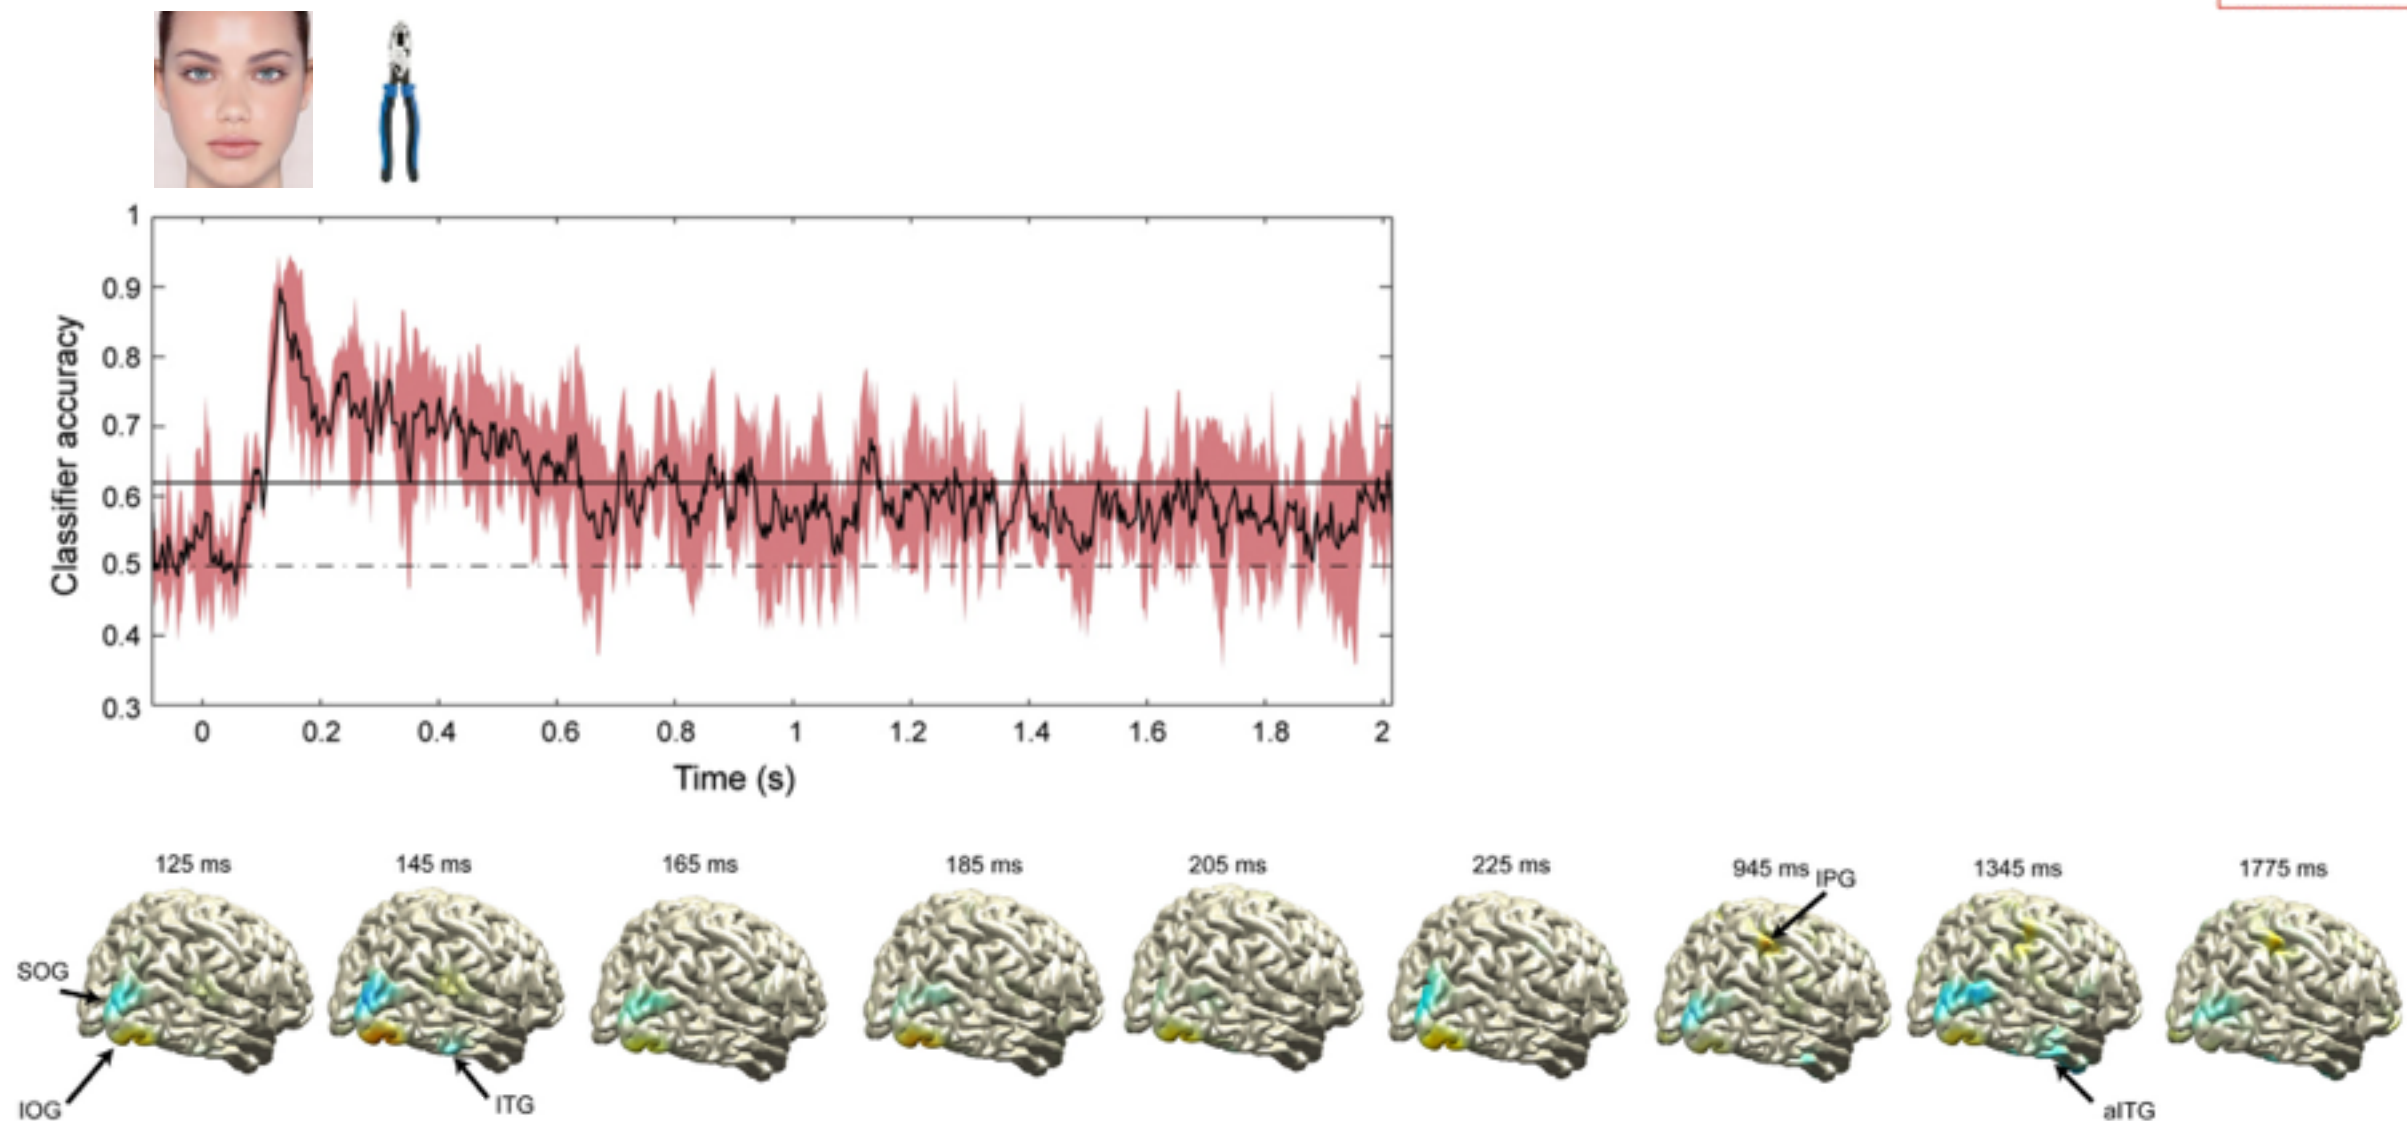 1
0.9
0.8
0.7
0.6
0.5
0.4
0.3
Classifier accuracy
0 0.2 0.4 0.6 0.8 1 1.2 1.4 1.6 1.8 2
Time (s)
125 ms 145 ms 165 ms 185 ms 205 ms 225 ms 945 ms 1345 ms 1775 ms
IPG
SOG
IOG
ITG
aITG